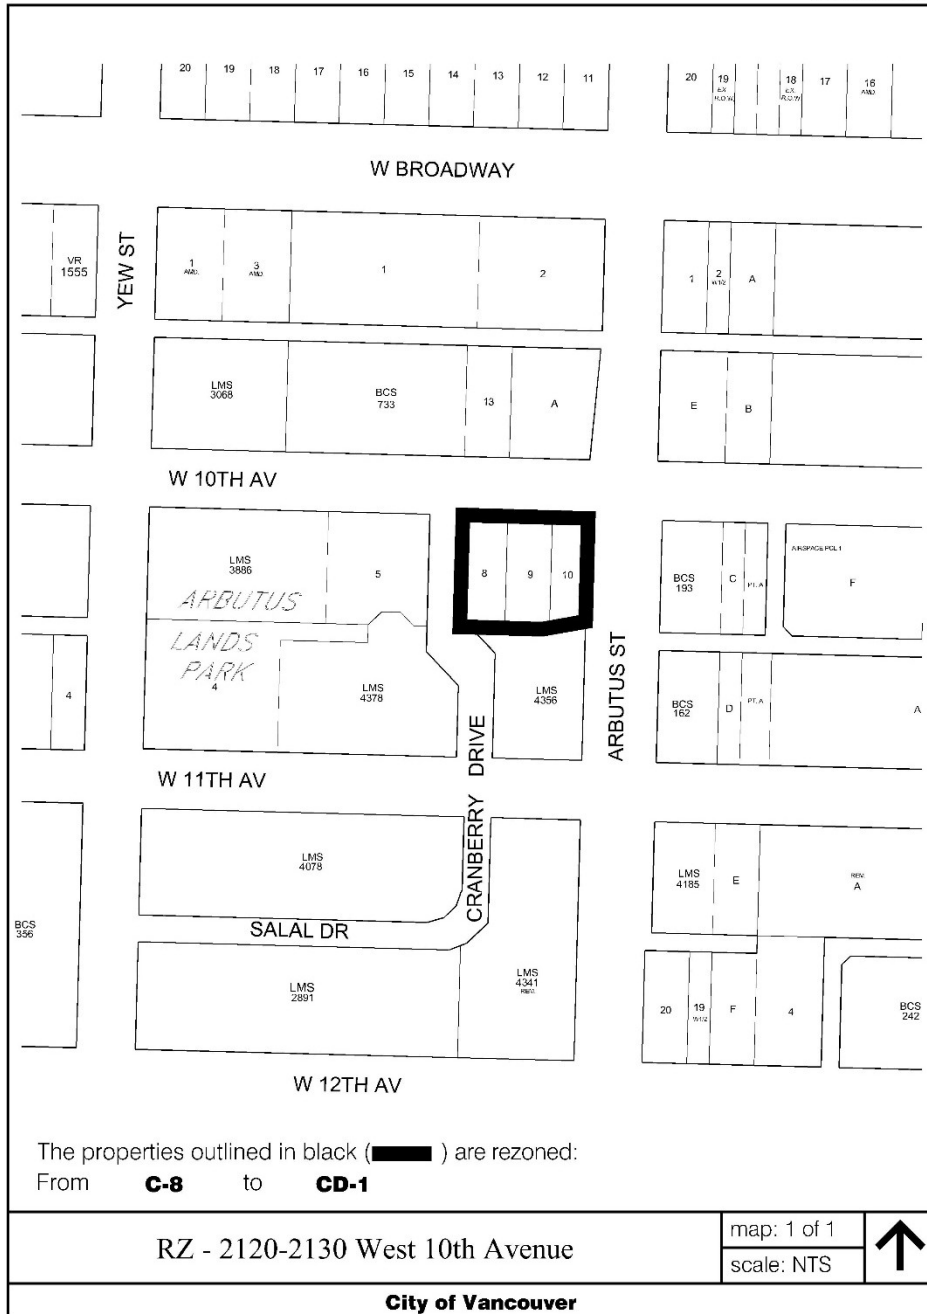 20 19 18 17 16 15 14 13 12 11 20 19 18 17 16
EX. R.O.W. EX. R.O.W. AMD.
W BROADWAY
YEW ST
VR
1555
1
AMD.
3
AMD.
1
2
1
2
W1/2
A
LMS
3068
BCS
733
13
A
E
B
W 10TH AV
LMS
3886
5
8
9
10
BCS
193
C
PT. A
AIRSPACE PCL 1
F
ARBUTUS
LANDS
PARK
4
4
LMS
4378
LMS
4356
ARBUTUS ST
BCS
162
D
PT. A
A
W 11TH AV
CRANBERRY DRIVE
LMS
4078
LMS
4185
E
REM.
A
BCS
356
SALAL DR
LMS
2891
LMS
4341
REM.
20
19
W1/2
F
4
BCS
242
W 12TH AV
The properties outlined in black ( ) are rezoned:
From C-8 to CD-1
RZ - 2120-2130 West 10th Avenue
map: 1 of 1
scale: NTS
City of Vancouver